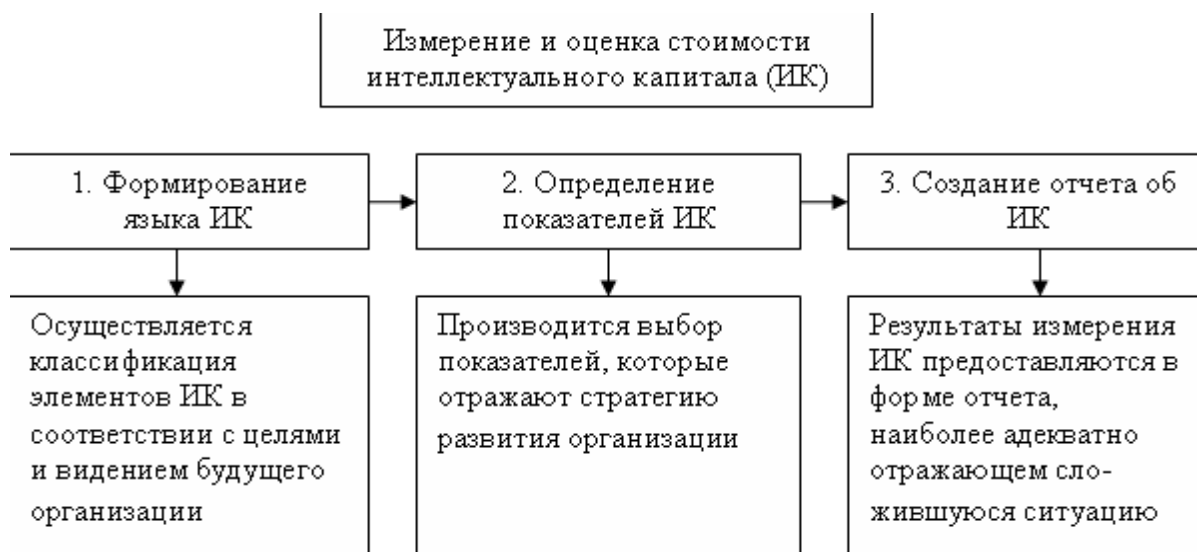 Измерение и оценка стоимости
интеллектуального капитала (ИК)
1. Формирование
языка ИК
2. Определение
показателей ИК
3. Создание отчета об
ИК
Осуществляется
классификация
элементов ИК в
соответствии с целями
и видением будущего
организации
Производится выбор
показателей, которые
отражают стратегию
развития организации
Результаты измерения
ИК предоставляются в
форме отчета,
наиболее адекватно
отражающем сло-
жившуюся ситуацию